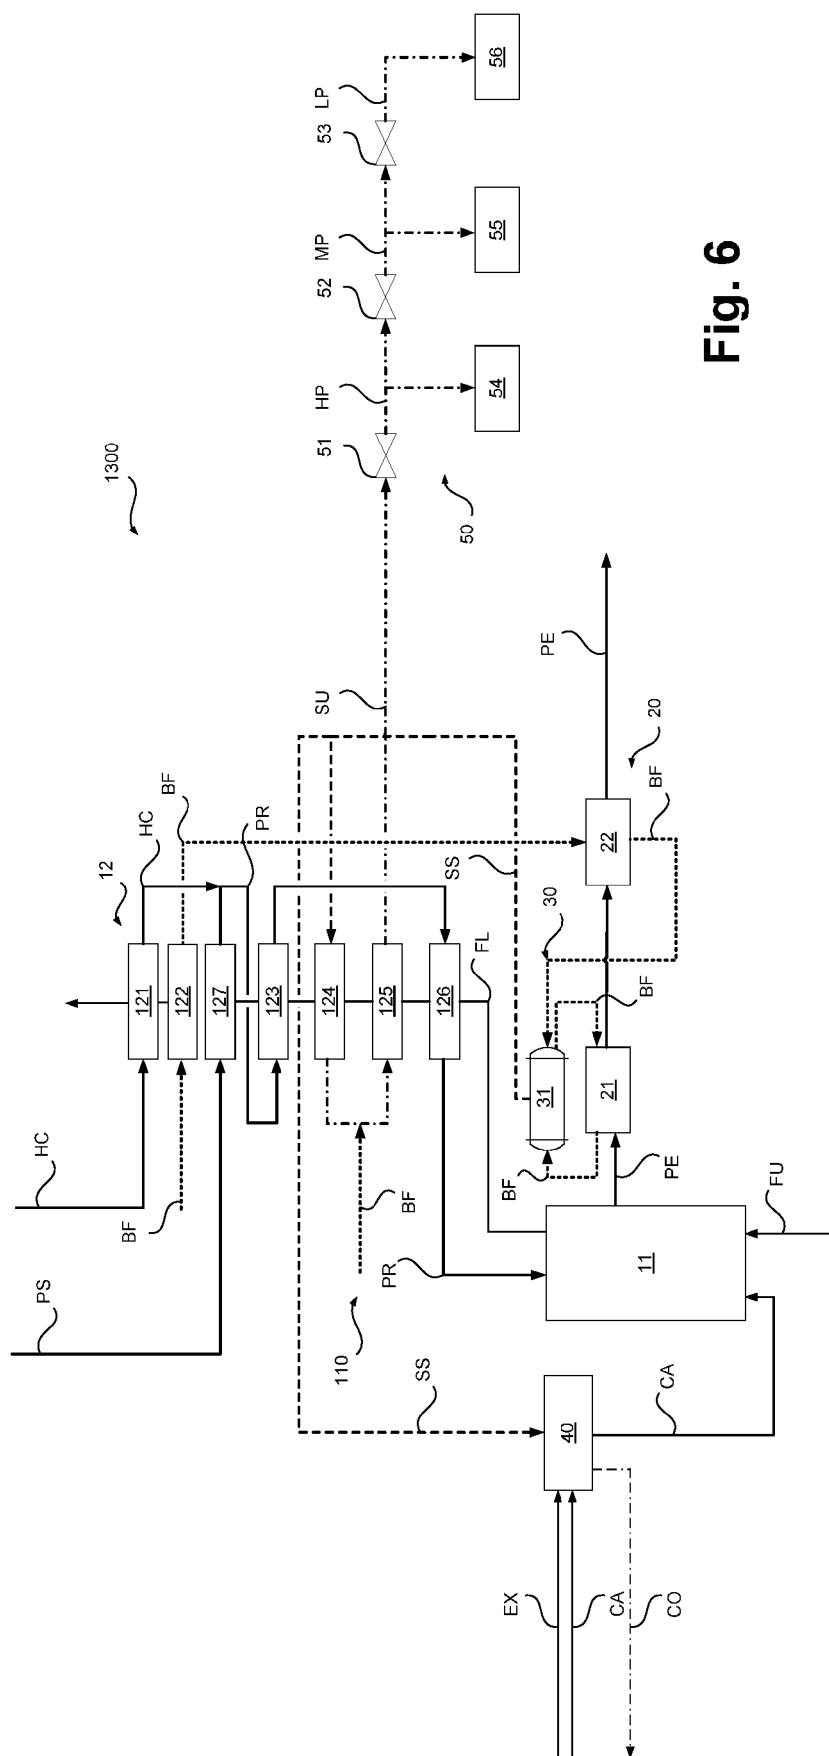 1300
12
HC
BF
PR
HC
BF
PS
121
122
127
123
124
125
126
FL
110
BF
PR
SS
SU
SS
51
HP
52
MP
53
LP
50
54
55
56
EX
CA
CO
40
CA
11
FU
PE
BF
31
21
30
BF
22
BF
20
PE
Fig. 6